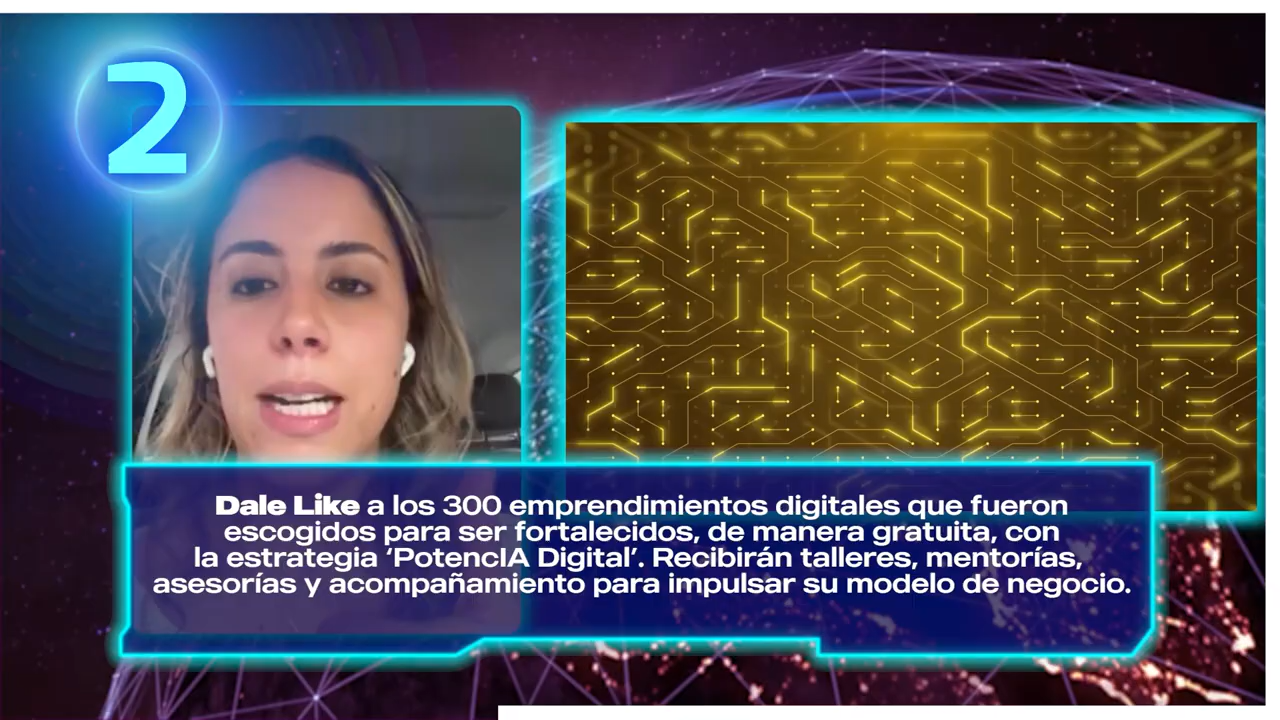 2
Dale Like a los 300 emprendimientos digitales que fueron
escogidos para ser fortalecidos, de manera gratuita, con
la estrategia ‘PotencIA Digital’. Recibirán talleres, mentorías,
asesorías y acompañamiento para impulsar su modelo de negocio.